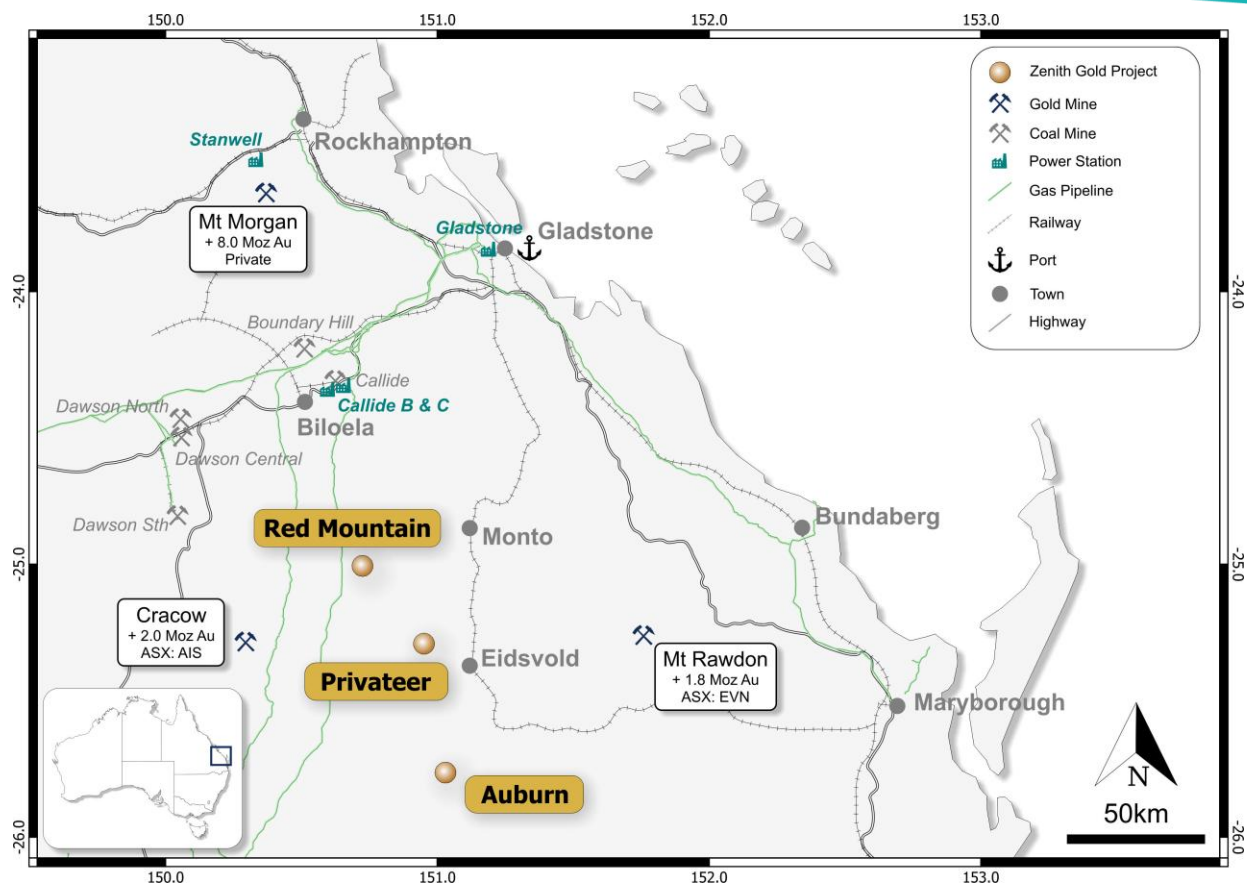 150.0
151.0
152.0
153.0
Zenith Gold Project
Gold Mine
Coal Mine
Power Station
Gas Pipeline
Railway
Port
Town
Highway
Stanwell
Rockhampton
Mt Morgan
+ 8.0 Moz Au
Private
Gladstone
Gladstone
-24.0
-24.0
Boundary Hill
Callide
Callide B & C
Dawson North
Biloela
Dawson Central
Dawson Sth
Red Mountain
Monto
Bundaberg
-25.0
-25.0
Cracow
+ 2.0 Moz Au
ASX: AIS
Privateer
Eidsvold
Mt Rawdon
+ 1.8 Moz Au
ASX: EVN
Maryborough
Auburn
N
50km
-26.0
-26.0
150.0
151.0
152.0
153.0